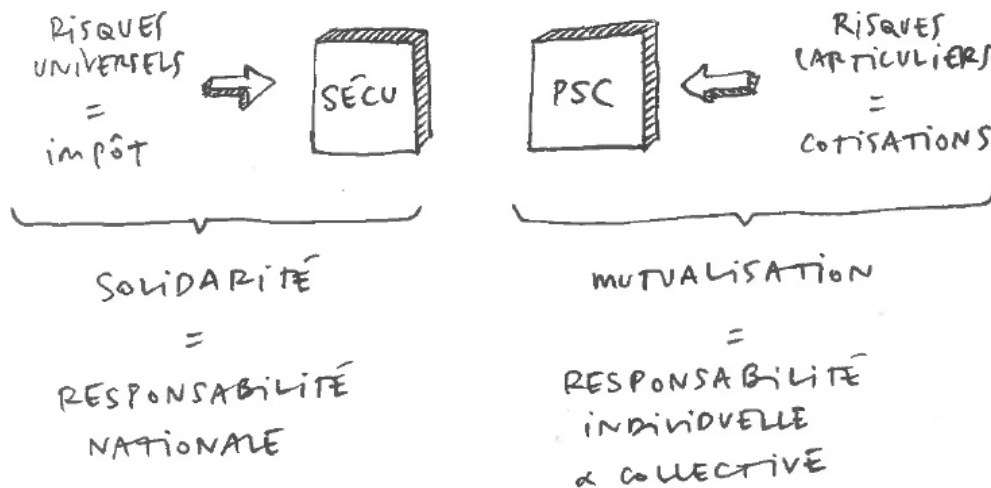 RISQUES
UNIVERSELS
=
impôt
SÉCU
PSC
RISQUES
PARTICULIERS
=
COTISATIONS
SOLIDARITÉ
=
RESPONSABILITÉ
NATIONALE
MUTUALISATION
=
RESPONSABILITÉ
INDIVIDUELLE
& COLLECTIVE